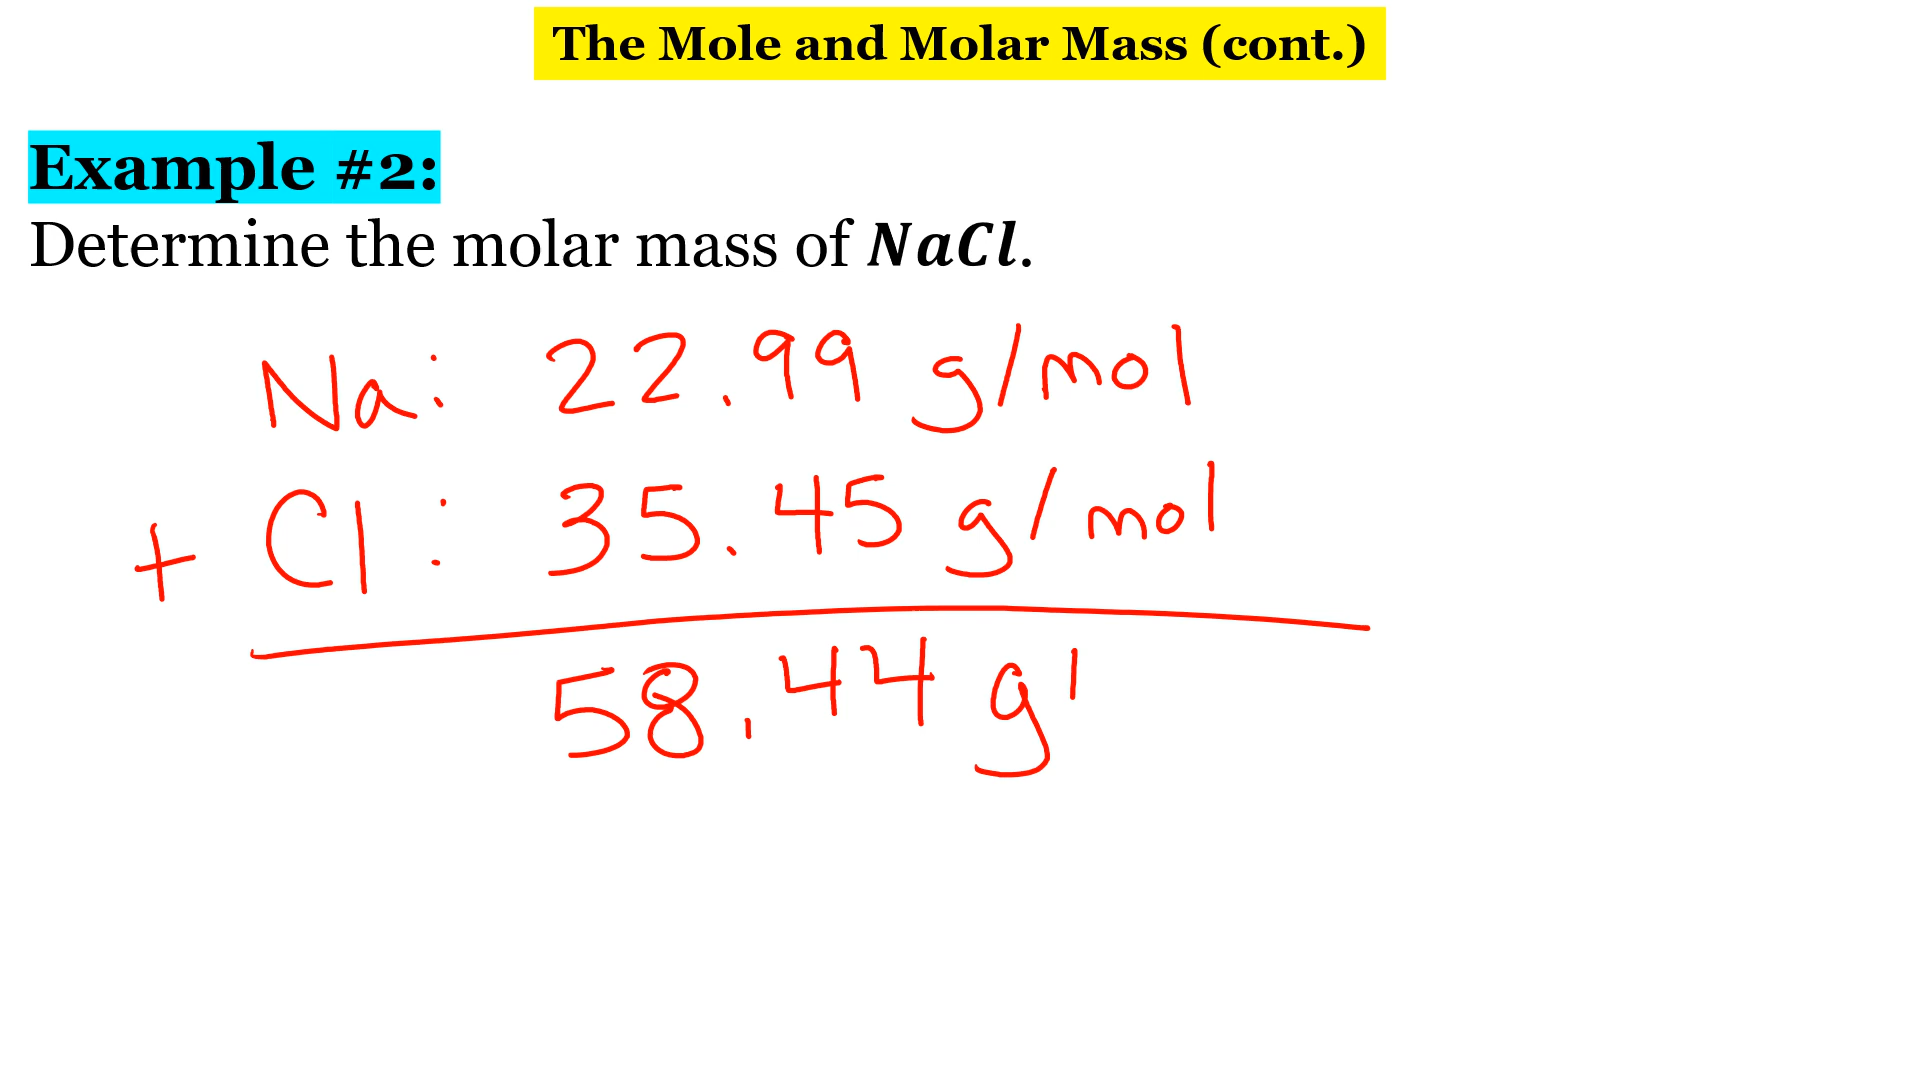 The Mole and Molar Mass (cont.)
Example #2:
Determine the molar mass of NaCl.
Na: 22.99 g/mol
+ Cl: 35.45 g/mol
58.44 g